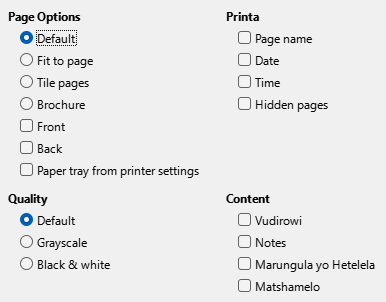 Page Options
Default
Fit to page
Tile pages
Brochure
Front
Back
Paper tray from printer settings
Printa
Page name
Date
Time
Hidden pages
Quality
Default
Grayscale
Black & white
Content
Vudirowi
Notes
Marungula yo Hetelela
Matshamelo